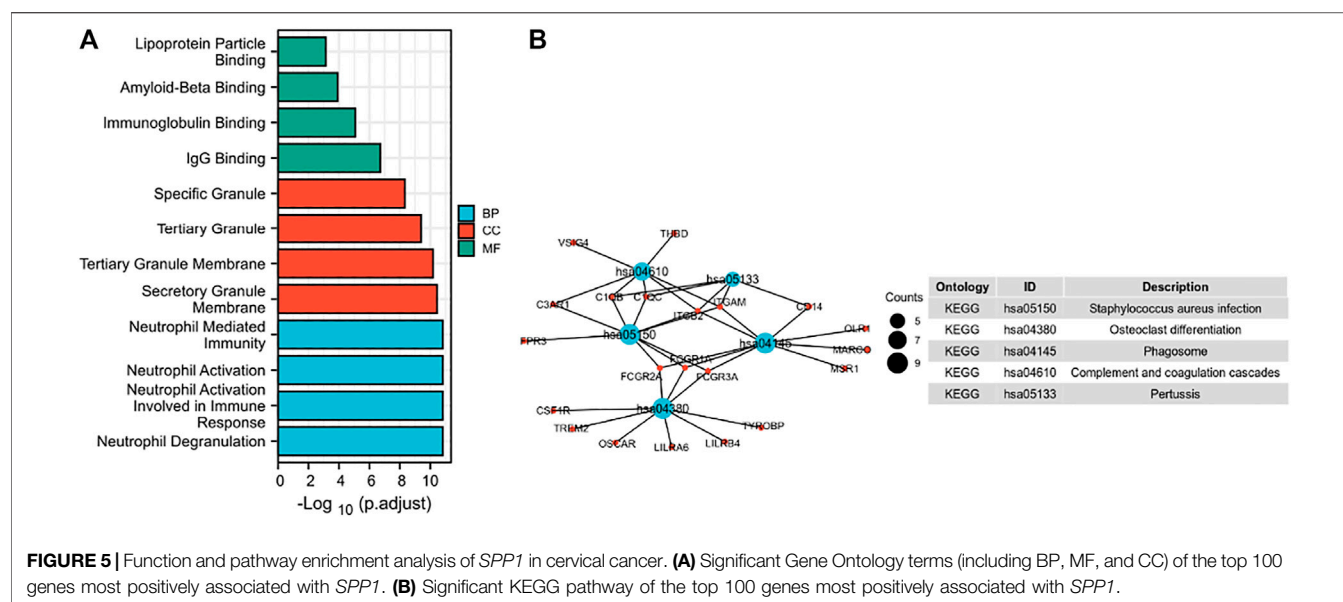 A
Lipoprotein Particle
Binding
Amyloid-Beta Binding
Immunoglobulin Binding
IgG Binding
Specific Granule
Tertiary Granule
Tertiary Granule Membrane
Secretory Granule
Membrane
Neutrophil Mediated
Immunity
Neutrophil Activation
Neutrophil Activation
Involved in Immune
Response
Neutrophil Degranulation
0 2 4 6 8 10
-Log 10 (p.adjust)
BP
CC
MF
B
VSIG4
THBD
hsa04610
hsa05133
C3AR1
C1QB
C1QC
ITGAM
ITGB2
CD14
FPR3
hsa05150
hsa04145
OLR1
MARCO
MSR1
FCGR1A
FCGR2A
FCGR3A
hsa04380
CSF1R
TREM2
OSCAR
LILRA6
LILRB4
TYROBP
Counts
5
7
9
Ontology ID Description
KEGG hsa05150 Staphylococcus aureus infection
KEGG hsa04380 Osteoclast differentiation
KEGG hsa04145 Phagosome
KEGG hsa04610 Complement and coagulation cascades
KEGG hsa05133 Pertussis
FIGURE 5 | Function and pathway enrichment analysis of SPP1 in cervical cancer. (A) Significant Gene Ontology terms (including BP, MF, and CC) of the top 100
genes most positively associated with SPP1. (B) Significant KEGG pathway of the top 100 genes most positively associated with SPP1.